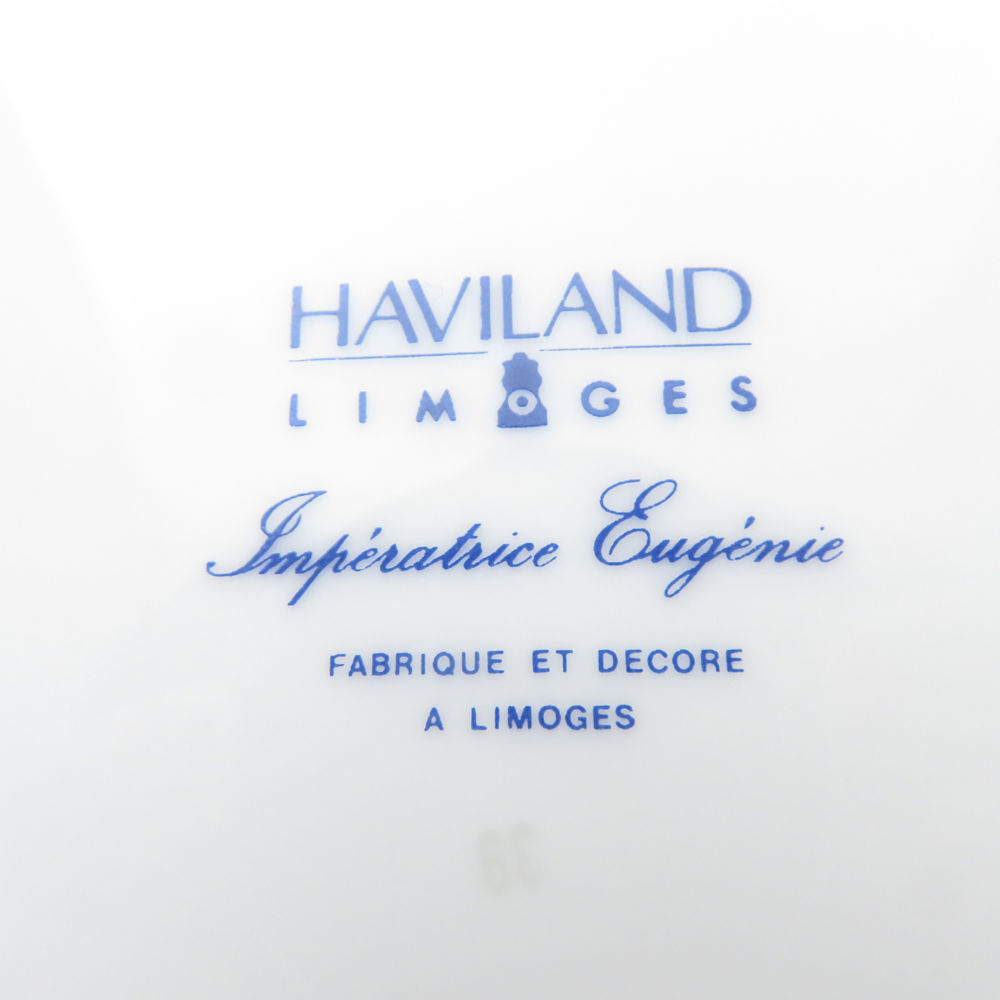 HAVILAND
LIMOGES
Impératrice Eugénie
FABRIQUE ET DECORE
A LIMOGES